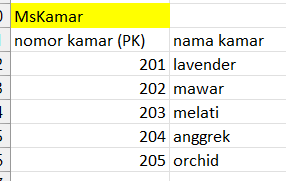 MsKamar
nomor kamar (PK) nama kamar
201 lavender
202 mawar
203 melati
204 anggrek
205 orchid